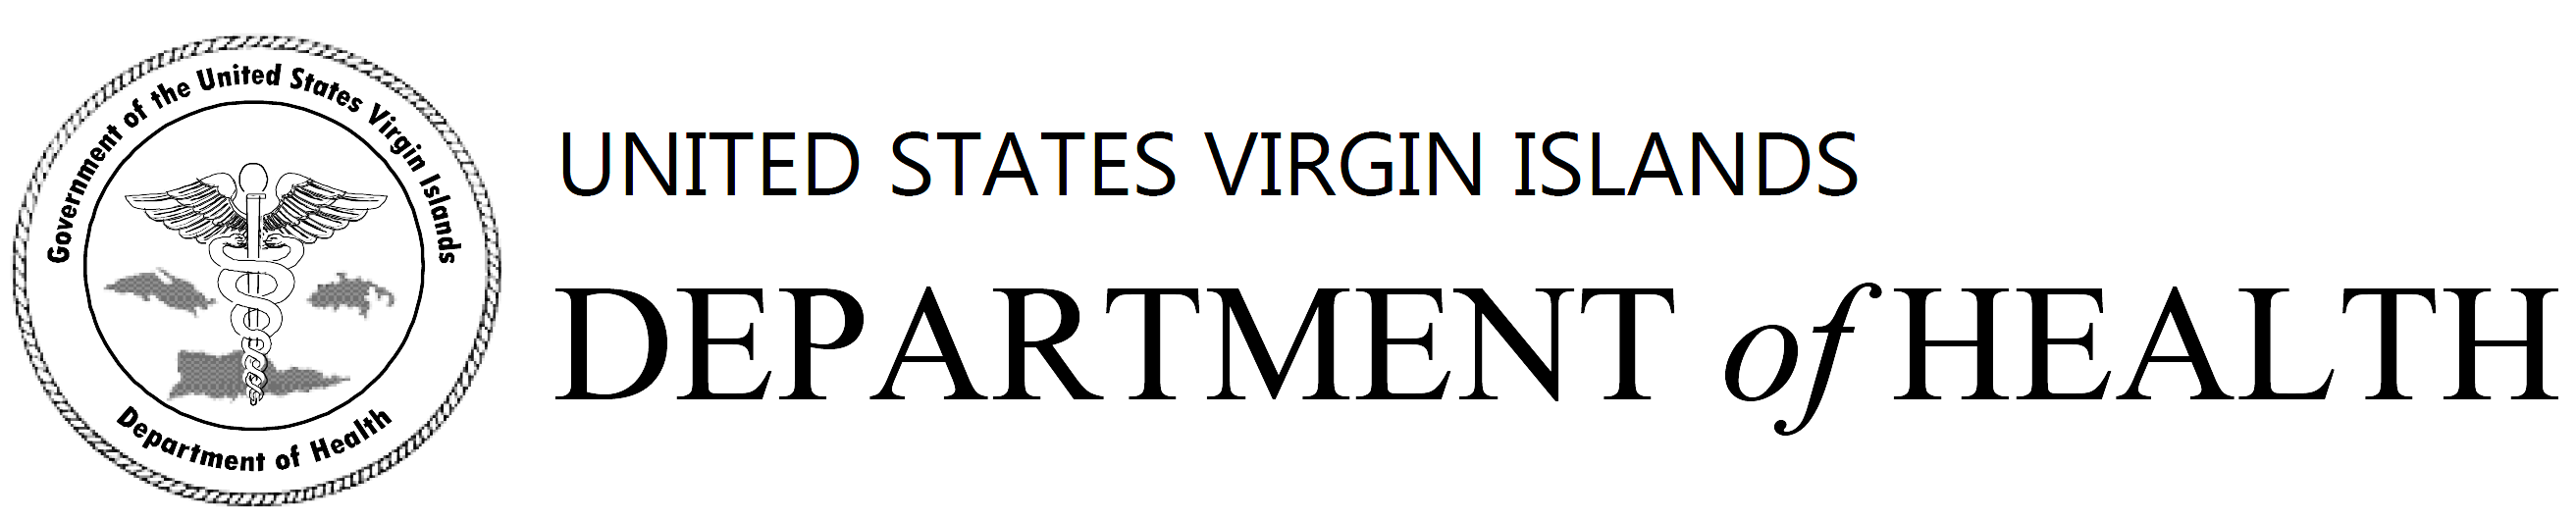 Government of the United States Virgin Islands
Department of Health
UNITED STATES VIRGIN ISLANDS
DEPARTMENT of HEALTH